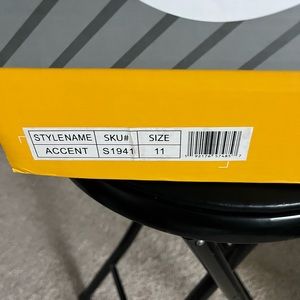 STYLENAME SKU# SIZE
ACCENT S1941 11